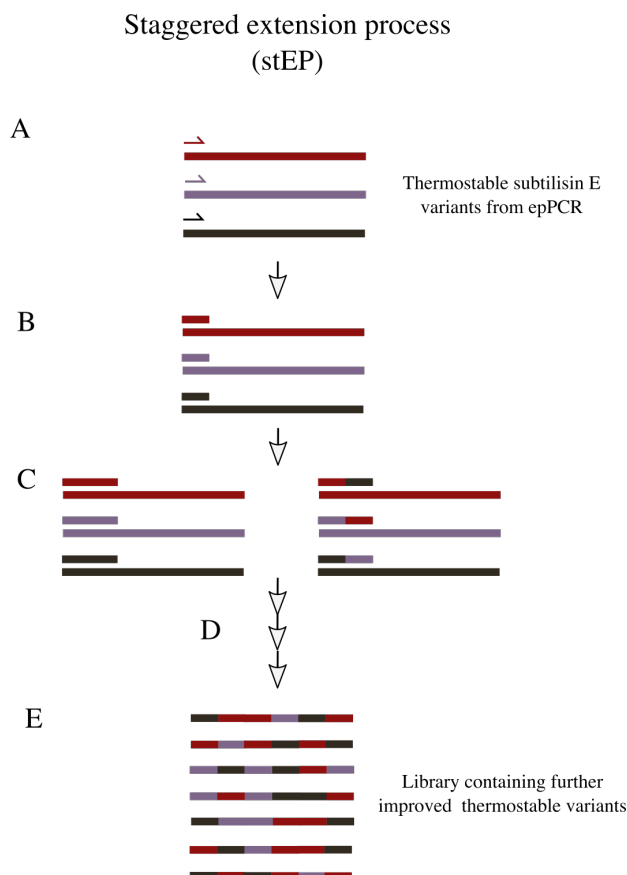 Staggered extension process
(stEP)
A
Thermostable subtilisin E
variants from epPCR
B
C
D
E
Library containing further
improved thermostable variants